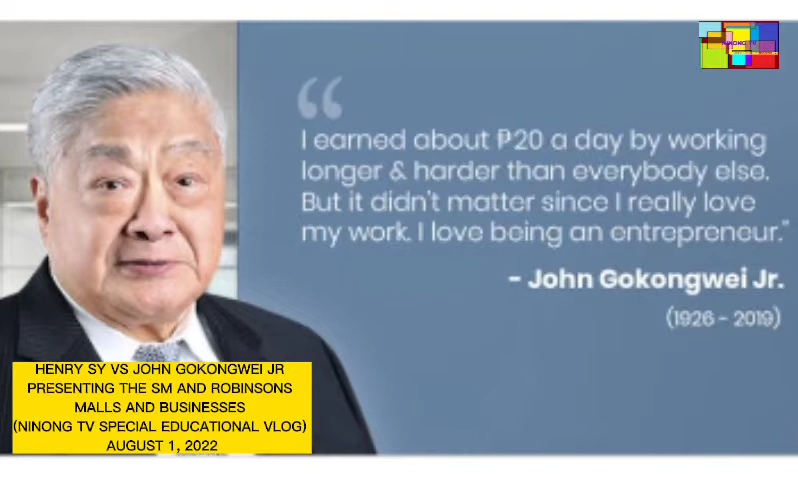 NINONG TV
“
I earned about ₱20 a day by working
longer & harder than everybody else.
But it didn't matter since I really love
my work. I love being an entrepreneur."
- John Gokongwei Jr.
(1926 - 2019)
HENRY SY VS JOHN GOKONGWEI JR
PRESENTING THE SM AND ROBINSONS
MALLS AND BUSINESSES
(NINONG TV SPECIAL EDUCATIONAL VLOG)
AUGUST 1, 2022